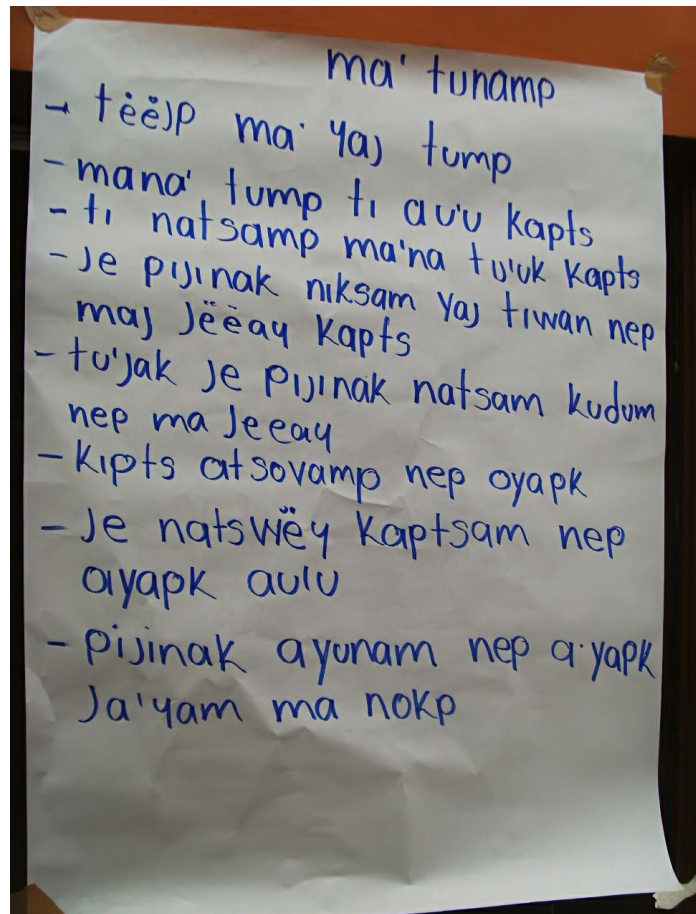 ma' tunamp
- tëëjp ma' yaj tump
- mana' tump ti au'u kapts
- ti natsamp ma'na tu'uk kapts
- Je pijinak niksam yaj tiwan nep
maj Jëëay kapts
- tu'jak je pijinak natsam kudum
nep ma Jeeay
- kipts atsovamp nep oyapk
- Je natswëy kaptsam nep
ayapk au'u
- pijinak ayunam nep a'yapk
Ja'yam ma nokp